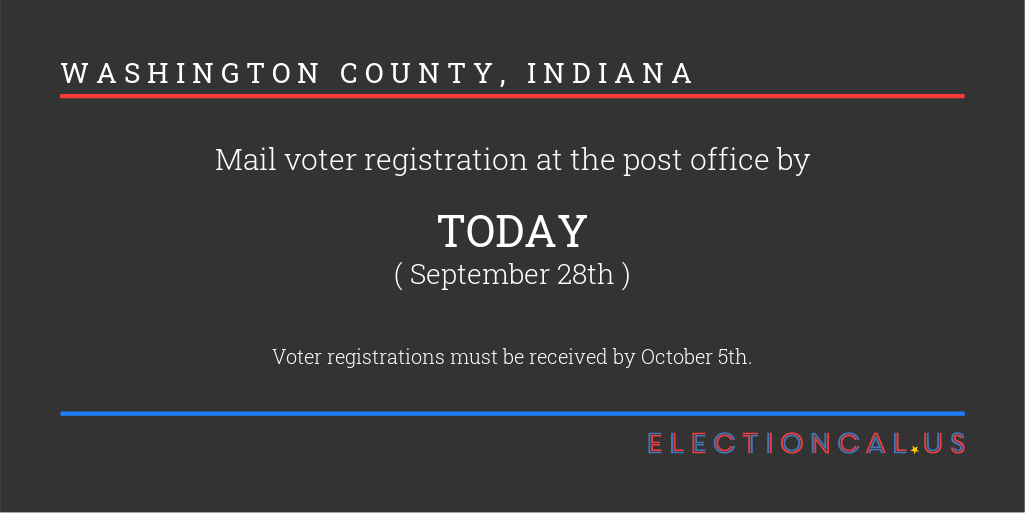 WASHINGTON COUNTY, INDIANA
Mail voter registration at the post office by
TODAY
( September 28th )
Voter registrations must be received by October 5th.
ELECTIONCAL.US